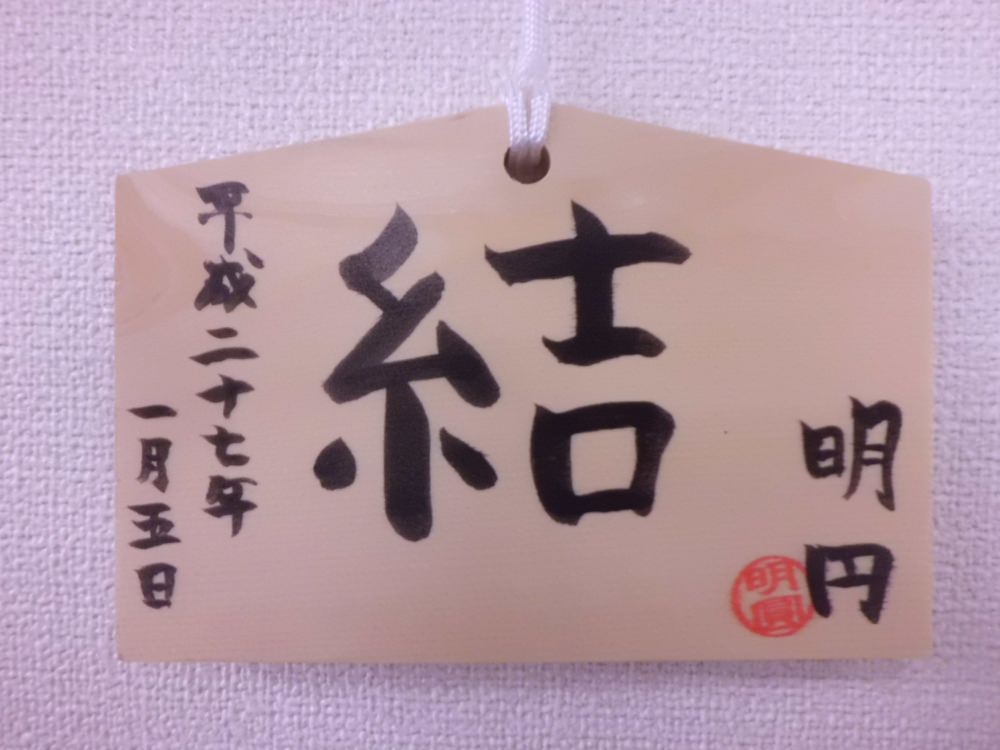 明円
明圓
結
平成二十七年
一月五日